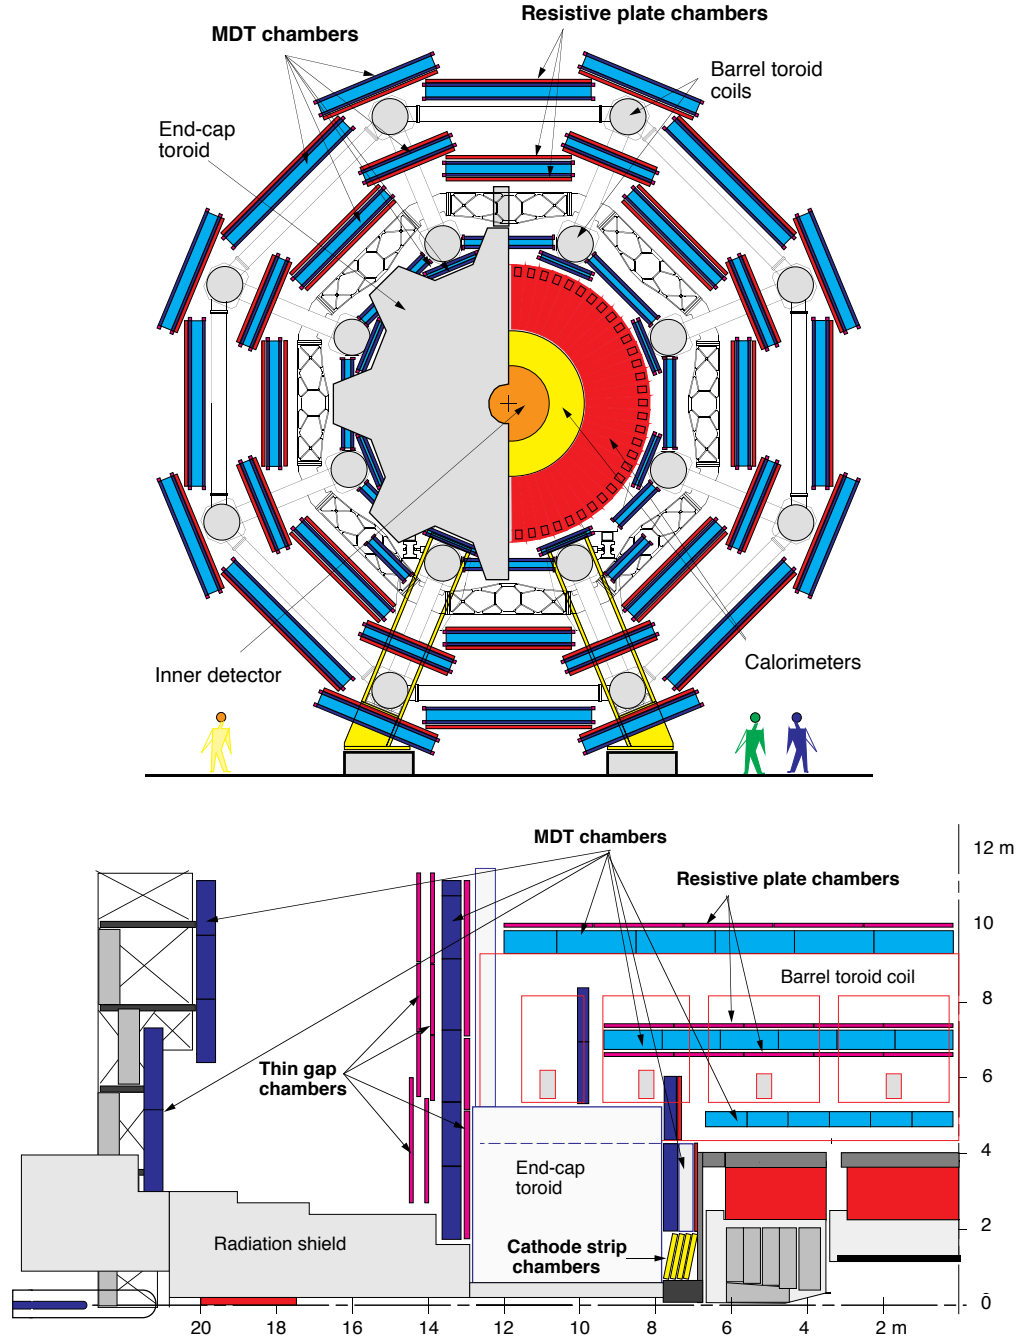 Resistive plate chambers
MDT chambers
Barrel toroid
coils
End-cap
toroid
Inner detector
Calorimeters
MDT chambers
12 m
Resistive plate chambers
10
Barrel toroid coil
8
Thin gap
chambers
6
4
End-cap
toroid
2
Radiation shield
Cathode strip
chambers
0
20
18
16
14
12
10
8
6
4
2 m